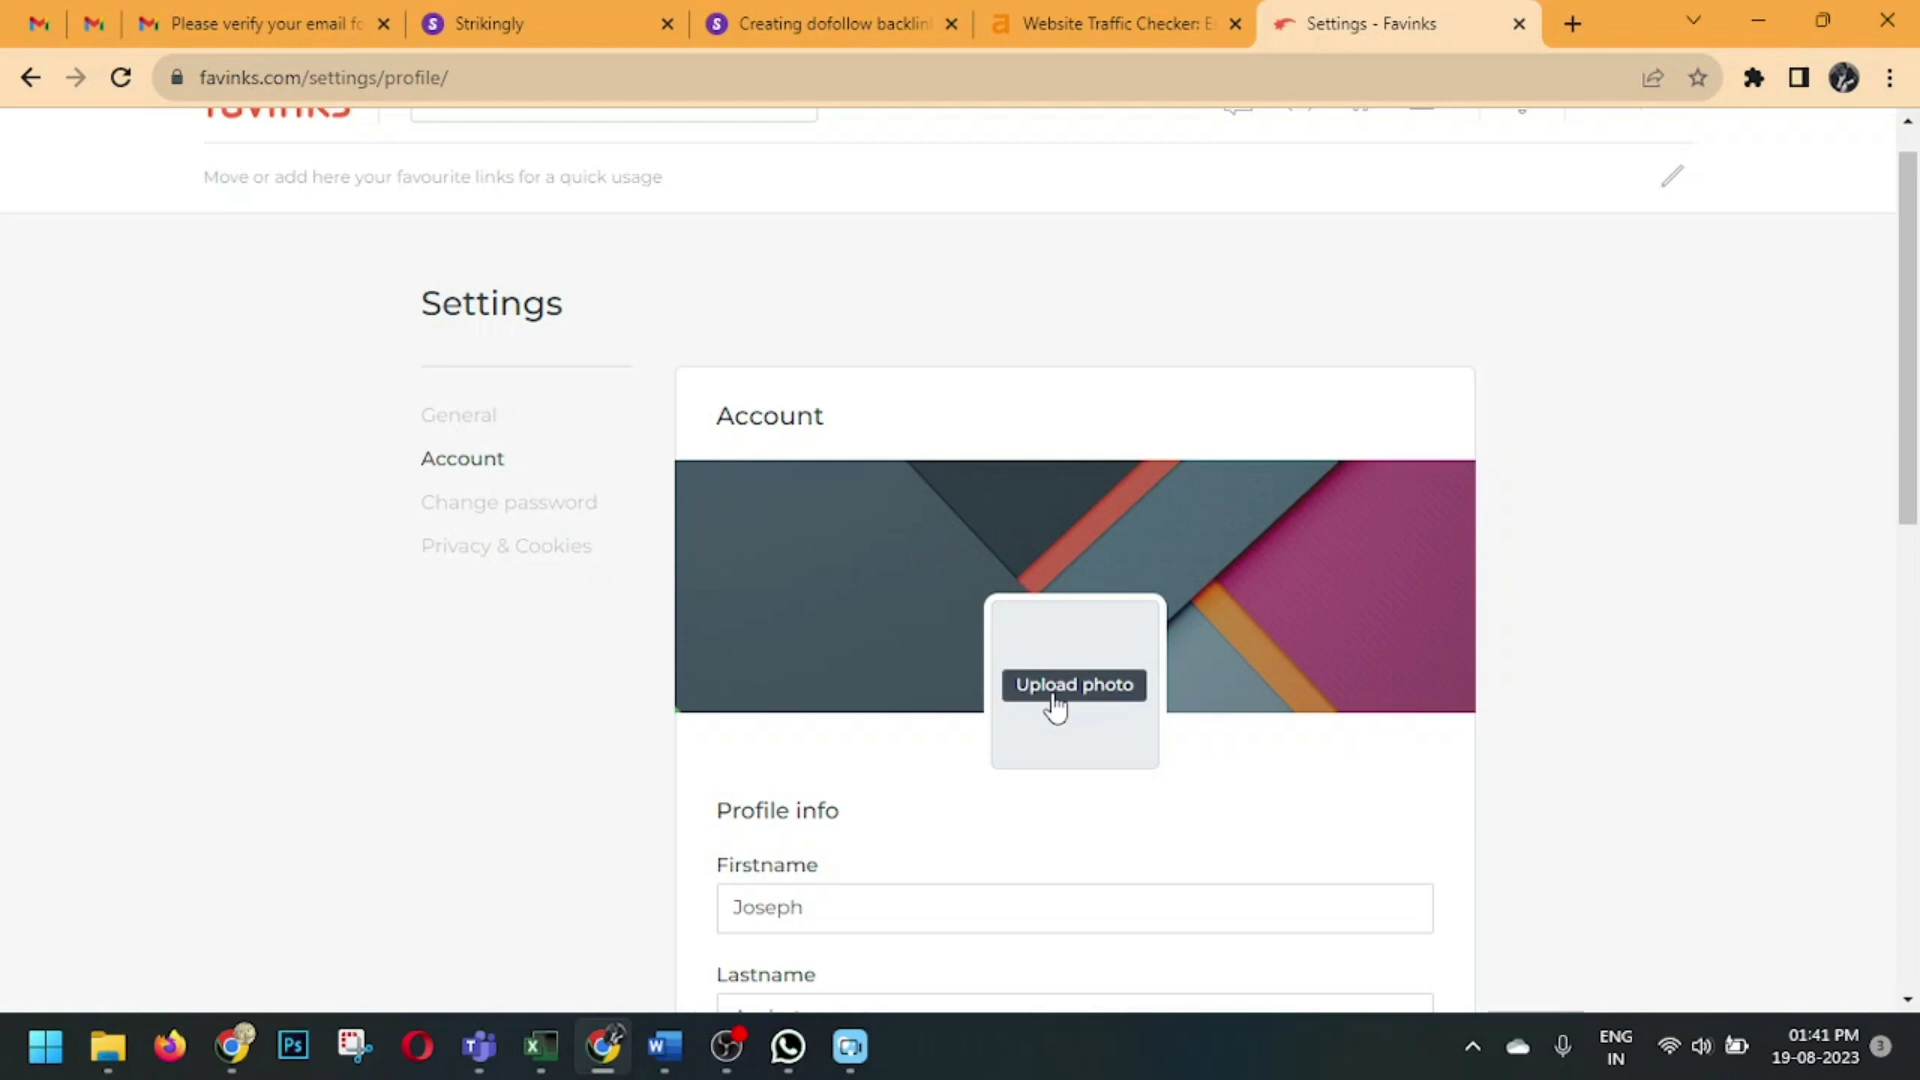 Please verify your email fo
Strikingly
Creating dofollow backlin
Website Traffic Checker: E
Settings - Favinks
favinks.com/settings/profile/
favinks
Move or add here your favourite links for a quick usage
Settings
General
Account
Change password
Privacy & Cookies
Account
Upload photo
Profile info
Firstname
Joseph
Lastname
ENG
IN
01:41 PM
19-08-2023
3